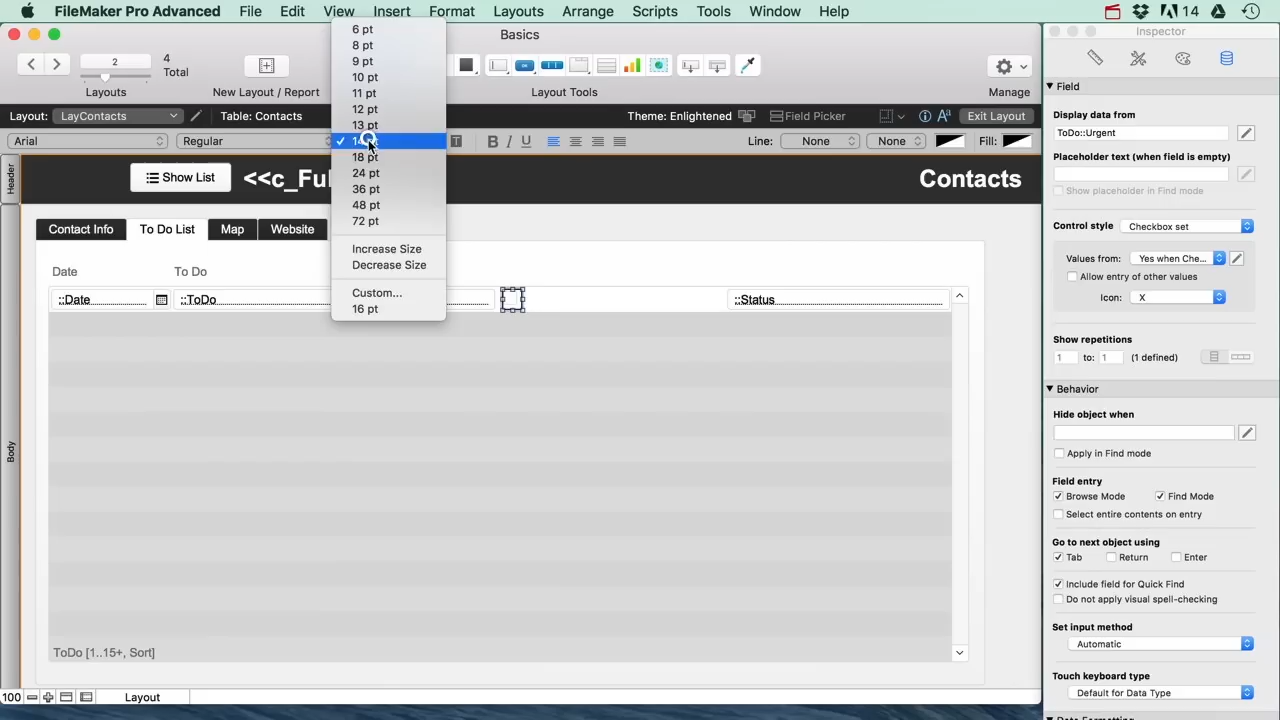 FileMaker Pro Advanced File Edit View Insert Format Layouts Arrange Scripts Tools Window Help 14
Basics
Inspector
2
4
Total
Layouts
New Layout / Report
Layout Tools
Manage
Layout: LayContacts Table: Contacts Theme: Enlightened Field Picker Exit Layout
Arial Regular B I U Line: None None Fill:
6 pt
8 pt
9 pt
10 pt
11 pt
12 pt
13 pt
18 pt
24 pt
36 pt
48 pt
72 pt
Increase Size
Decrease Size
Custom...
16 pt
Header
Show List <<c_Ful Contacts
Contact Info To Do List Map Website
Date To Do
::Date ::ToDo ::Status
Body
ToDo [1..15+, Sort]
100 Layout
Field
Display data from
ToDo::Urgent
Placeholder text (when field is empty)
Show placeholder in Find mode
Control style Checkbox set
Values from: Yes when Che...
Allow entry of other values
Icon: X
Show repetitions
1 to: 1 (1 defined)
Behavior
Hide object when
Apply in Find mode
Field entry
Browse Mode Find Mode
Select entire contents on entry
Go to next object using
Tab Return Enter
Include field for Quick Find
Do not apply visual spell-checking
Set input method
Automatic
Touch keyboard type
Default for Data Type
Data Formatting